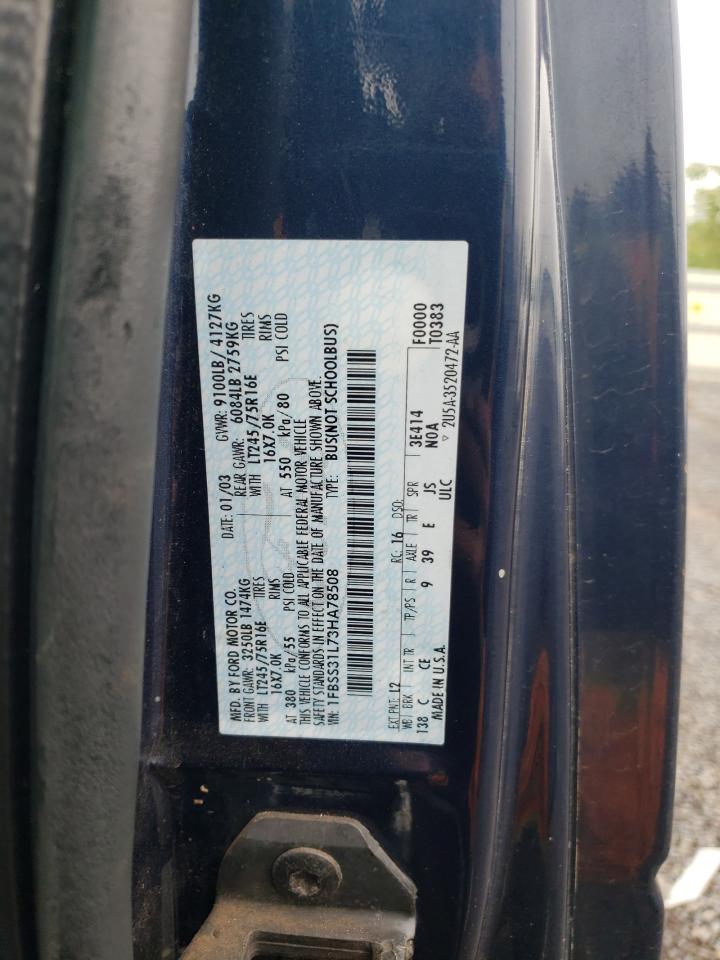 MFD. BY FORD MOTOR CO.
DATE: 01/03 GVWR: 9100LB / 4127KG
FRONT GAWR: 3250LB 1474KG REAR GAWR: 6084LB 2759KG
WITH LT245/75R16E TIRES WITH LT245/75R16E TIRES
16X7.0K RIMS 16X7.0K RIMS
AT 380 kPa/55 PSI COLD AT 550 kPa/80 PSI COLD
THIS VEHICLE CONFORMS TO ALL APPLICABLE FEDERAL MOTOR VEHICLE
SAFETY STANDARDS IN EFFECT ON THE DATE OF MANUFACTURE SHOWN ABOVE.
VIN: 1FBSS31L73HA78508 TYPE: BUS(NOT SCHOOLBUS)
EXT PNT: L2 RC: 16 DSO:
WB BRK INT TR TP/PS R AXLE TR SPR
138 C CE 9 39 E JS 3E414 F0000
ULC N0A T0383
MADE IN U.S.A. 2U5A-3520472-AA